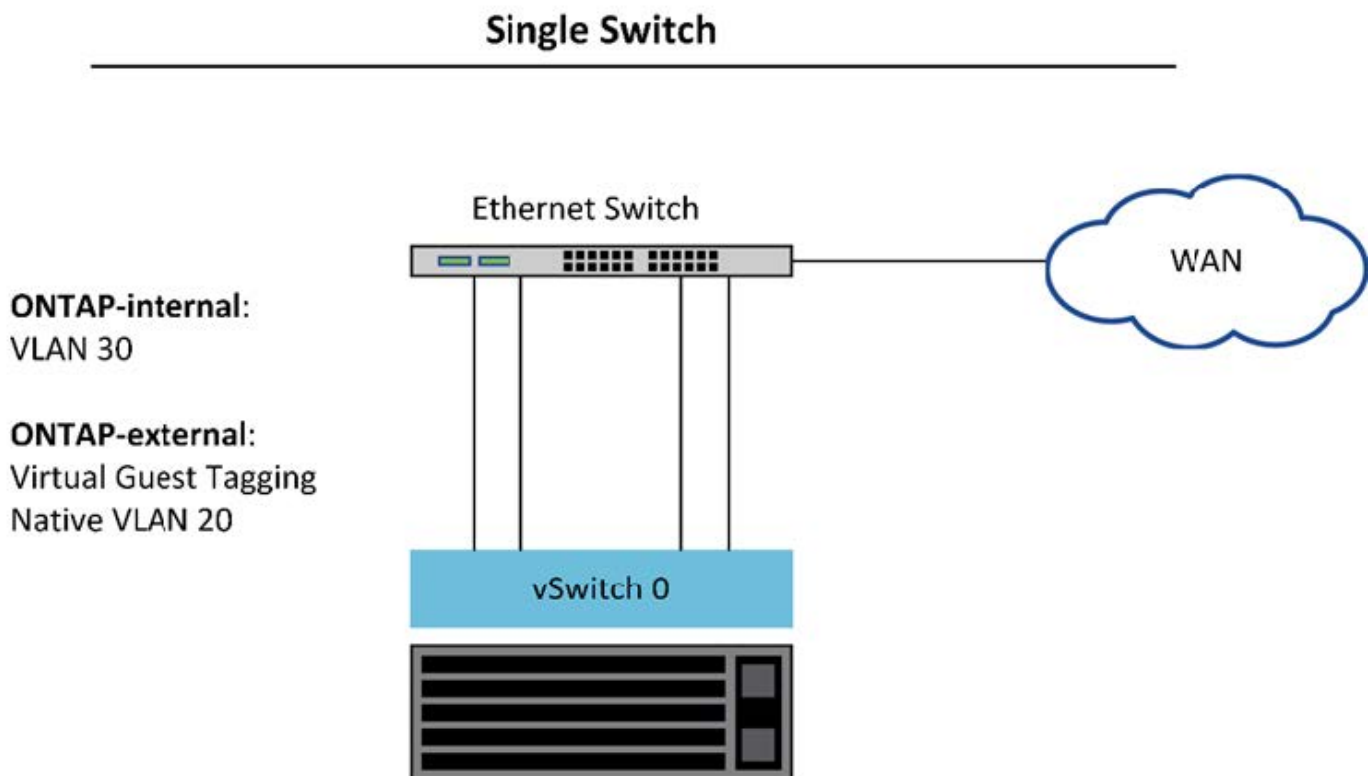 Single Switch
Ethernet Switch
WAN
ONTAP-internal:
VLAN 30
ONTAP-external:
Virtual Guest Tagging
Native VLAN 20
vSwitch 0